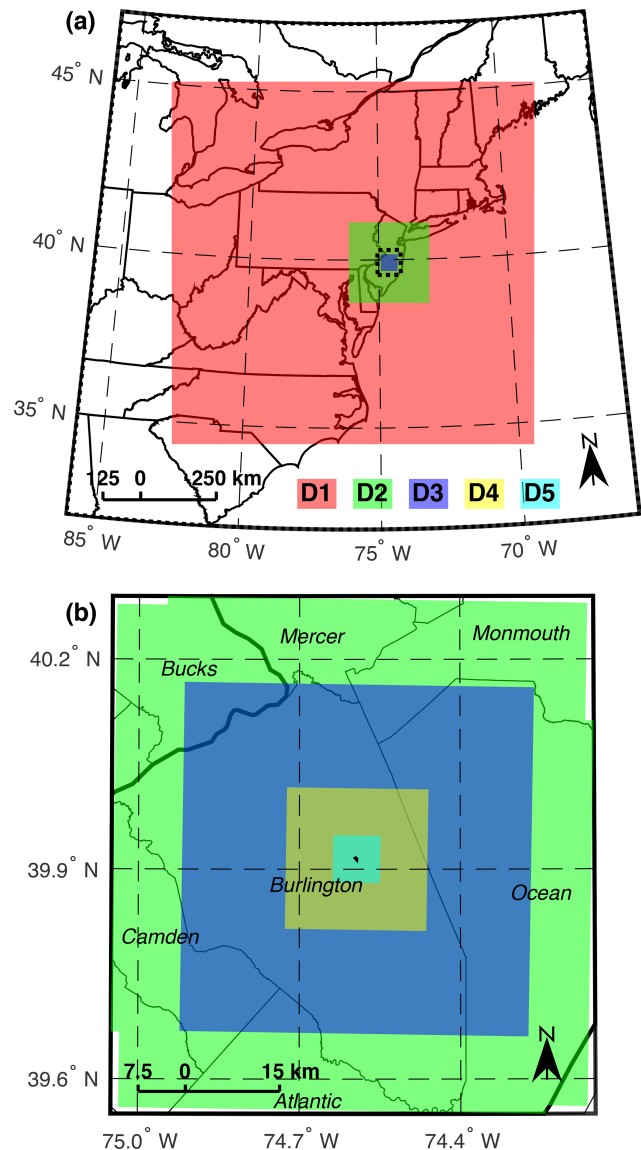 (a)
45° N
40° N
35° N
125 0 250 km
D1 D2 D3 D4 D5
N
85° W 80° W 75° W 70° W
(b)
Mercer Monmouth
40.2° N
Bucks
39.9° N
Burlington Ocean
Camden
N
7.5 0 15 km
39.6° N
Atlantic
75.0° W 74.7° W 74.4° W